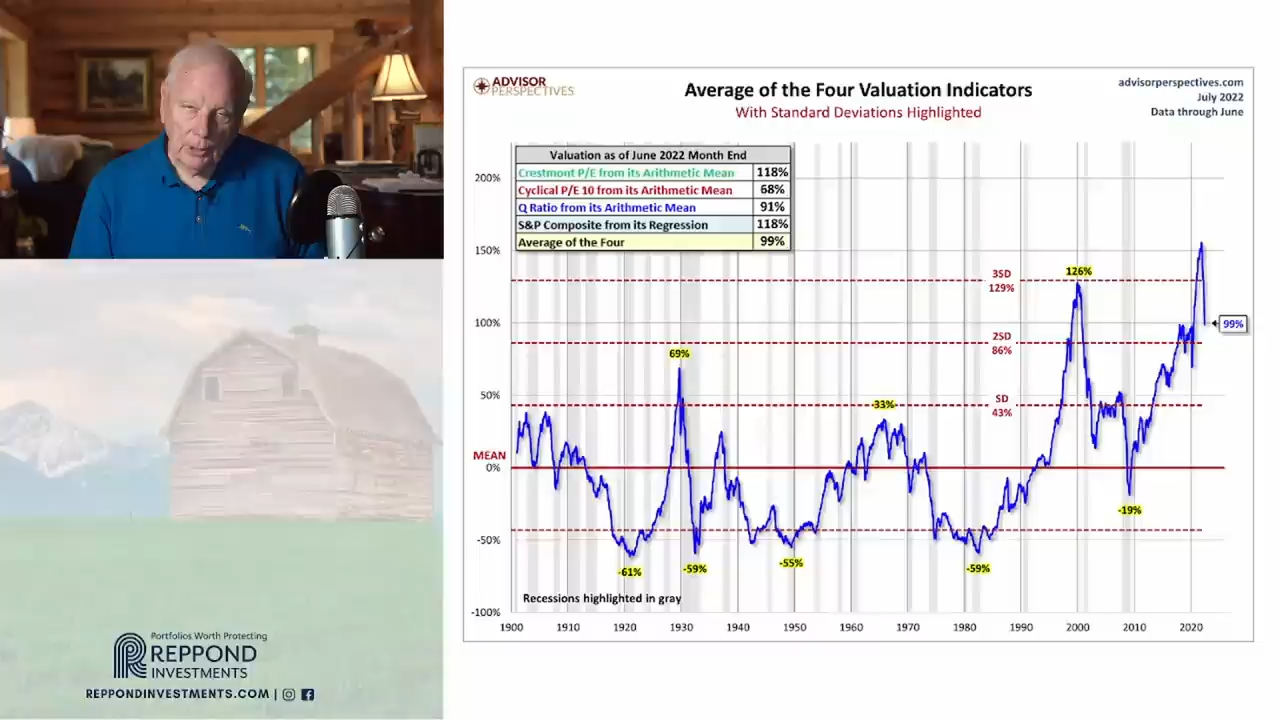 ADVISOR
PERSPECTIVES
Average of the Four Valuation Indicators
With Standard Deviations Highlighted
advisorperspectives.com
July 2022
Data through June
Valuation as of June 2022 Month End
Crestmont P/E from its Arithmetic Mean 118%
Cyclical P/E 10 from its Arithmetic Mean 68%
Q Ratio from its Arithmetic Mean 91%
S&P Composite from its Regression 118%
Average of the Four 99%
200%
150%
100%
50%
MEAN 0%
-50%
-100%
3SD
129%
2SD
86%
SD
43%
69%
33%
126%
99%
-61%
-59%
-55%
-59%
-19%
Recessions highlighted in gray
1900 1910 1920 1930 1940 1950 1960 1970 1980 1990 2000 2010 2020
Portfolios Worth Protecting
REPPOND
INVESTMENTS
REPPONDINVESTMENTS.COM |